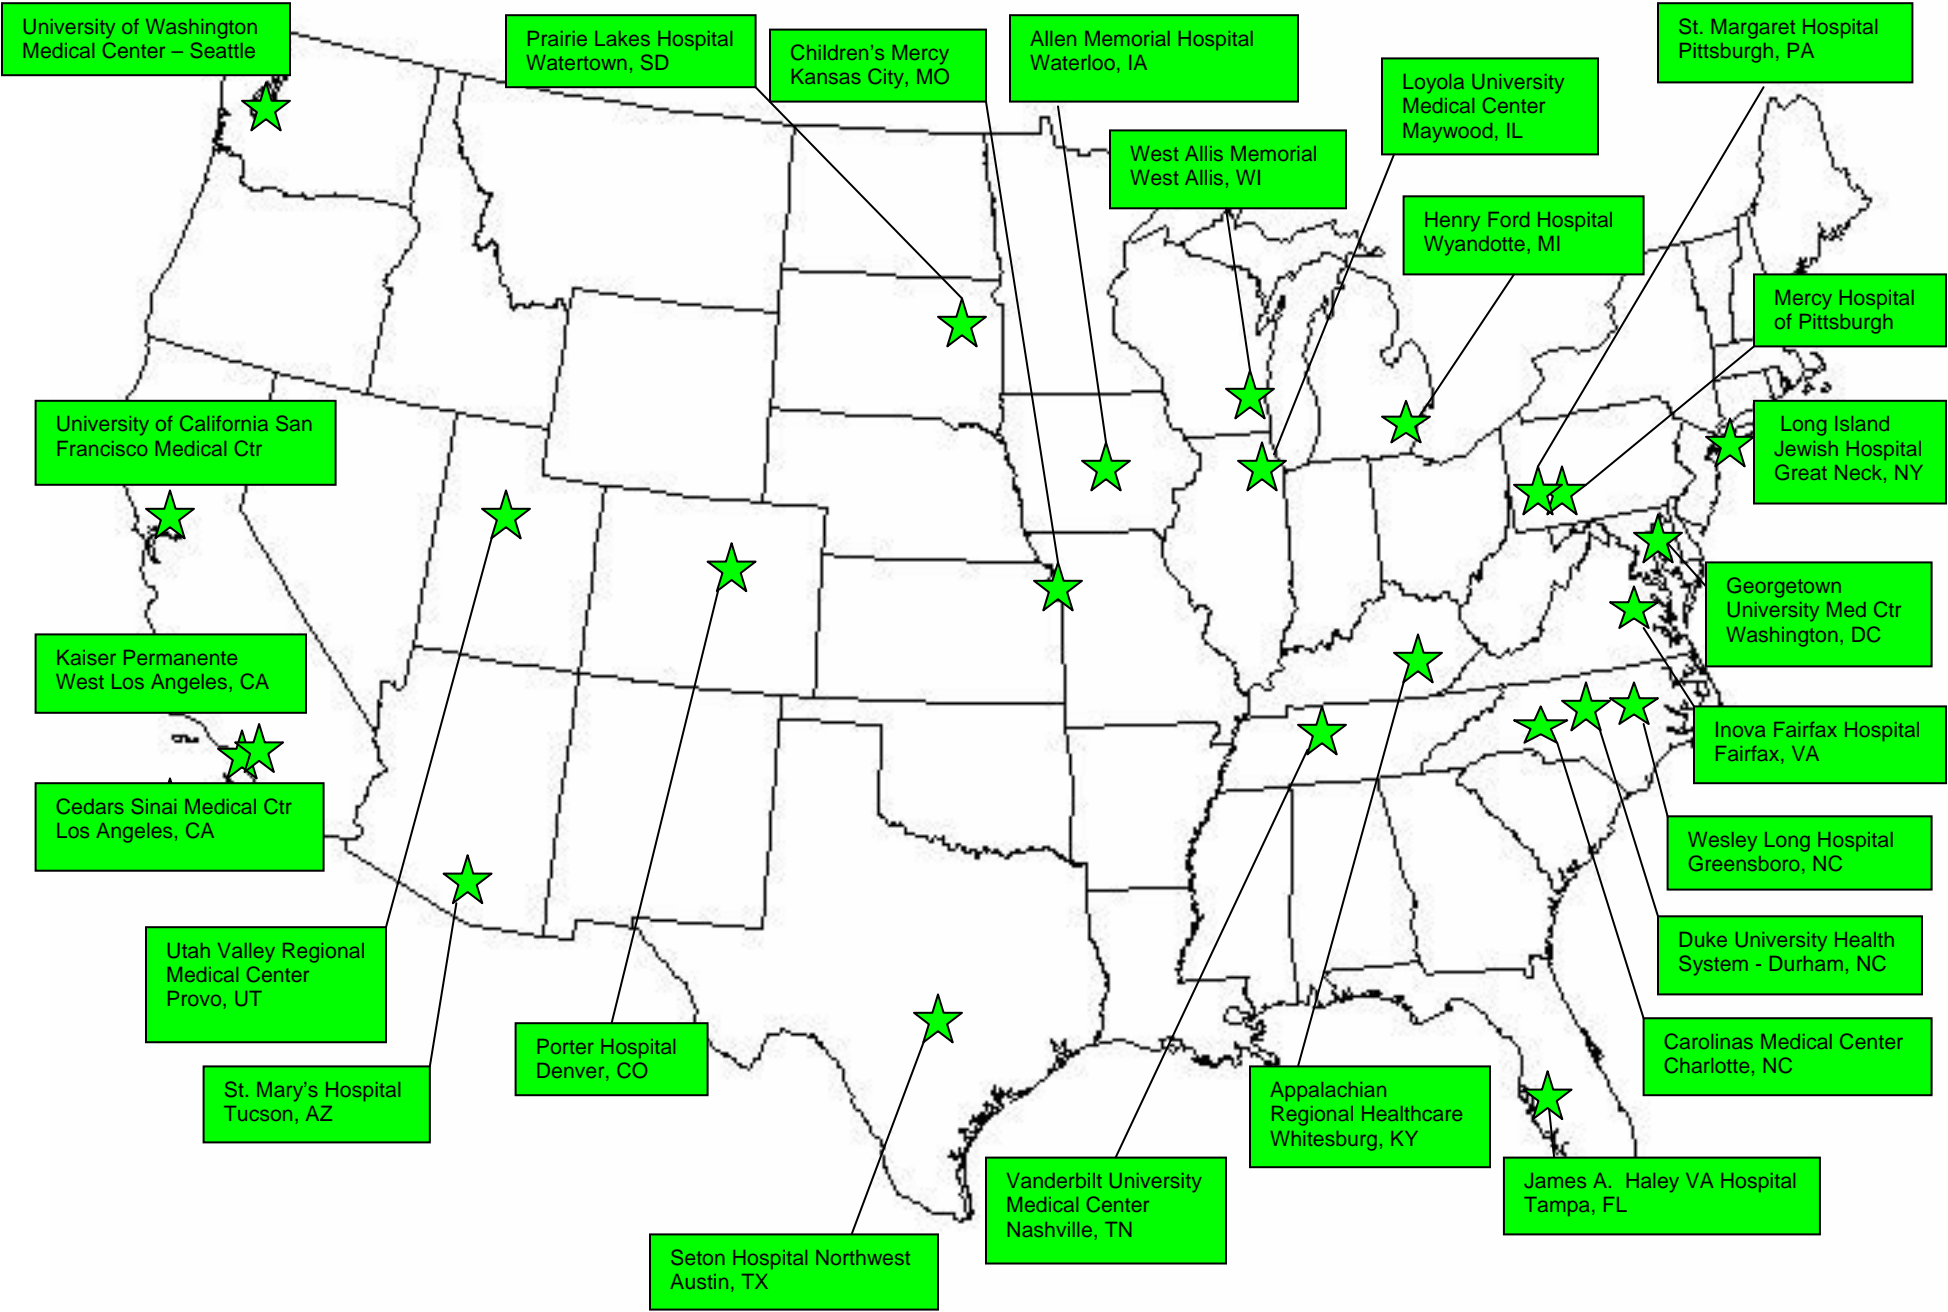 University of Washington
Medical Center – Seattle
Prairie Lakes Hospital
Watertown, SD
Children's Mercy
Kansas City, MO
Allen Memorial Hospital
Waterloo, IA
St. Margaret Hospital
Pittsburgh, PA
Loyola University
Medical Center
Maywood, IL
West Allis Memorial
West Allis, WI
Henry Ford Hospital
Wyandotte, MI
Mercy Hospital
of Pittsburgh
University of California San
Francisco Medical Ctr
Long Island
Jewish Hospital
Great Neck, NY
Georgetown
University Med Ctr
Washington, DC
Kaiser Permanente
West Los Angeles, CA
Inova Fairfax Hospital
Fairfax, VA
Cedars Sinai Medical Ctr
Los Angeles, CA
Wesley Long Hospital
Greensboro, NC
Utah Valley Regional
Medical Center
Provo, UT
Duke University Health
System - Durham, NC
Porter Hospital
Denver, CO
Carolinas Medical Center
Charlotte, NC
St. Mary's Hospital
Tucson, AZ
Appalachian
Regional Healthcare
Whitesburg, KY
Vanderbilt University
Medical Center
Nashville, TN
James A.  Haley VA Hospital
Tampa, FL
Seton Hospital Northwest
Austin, TX